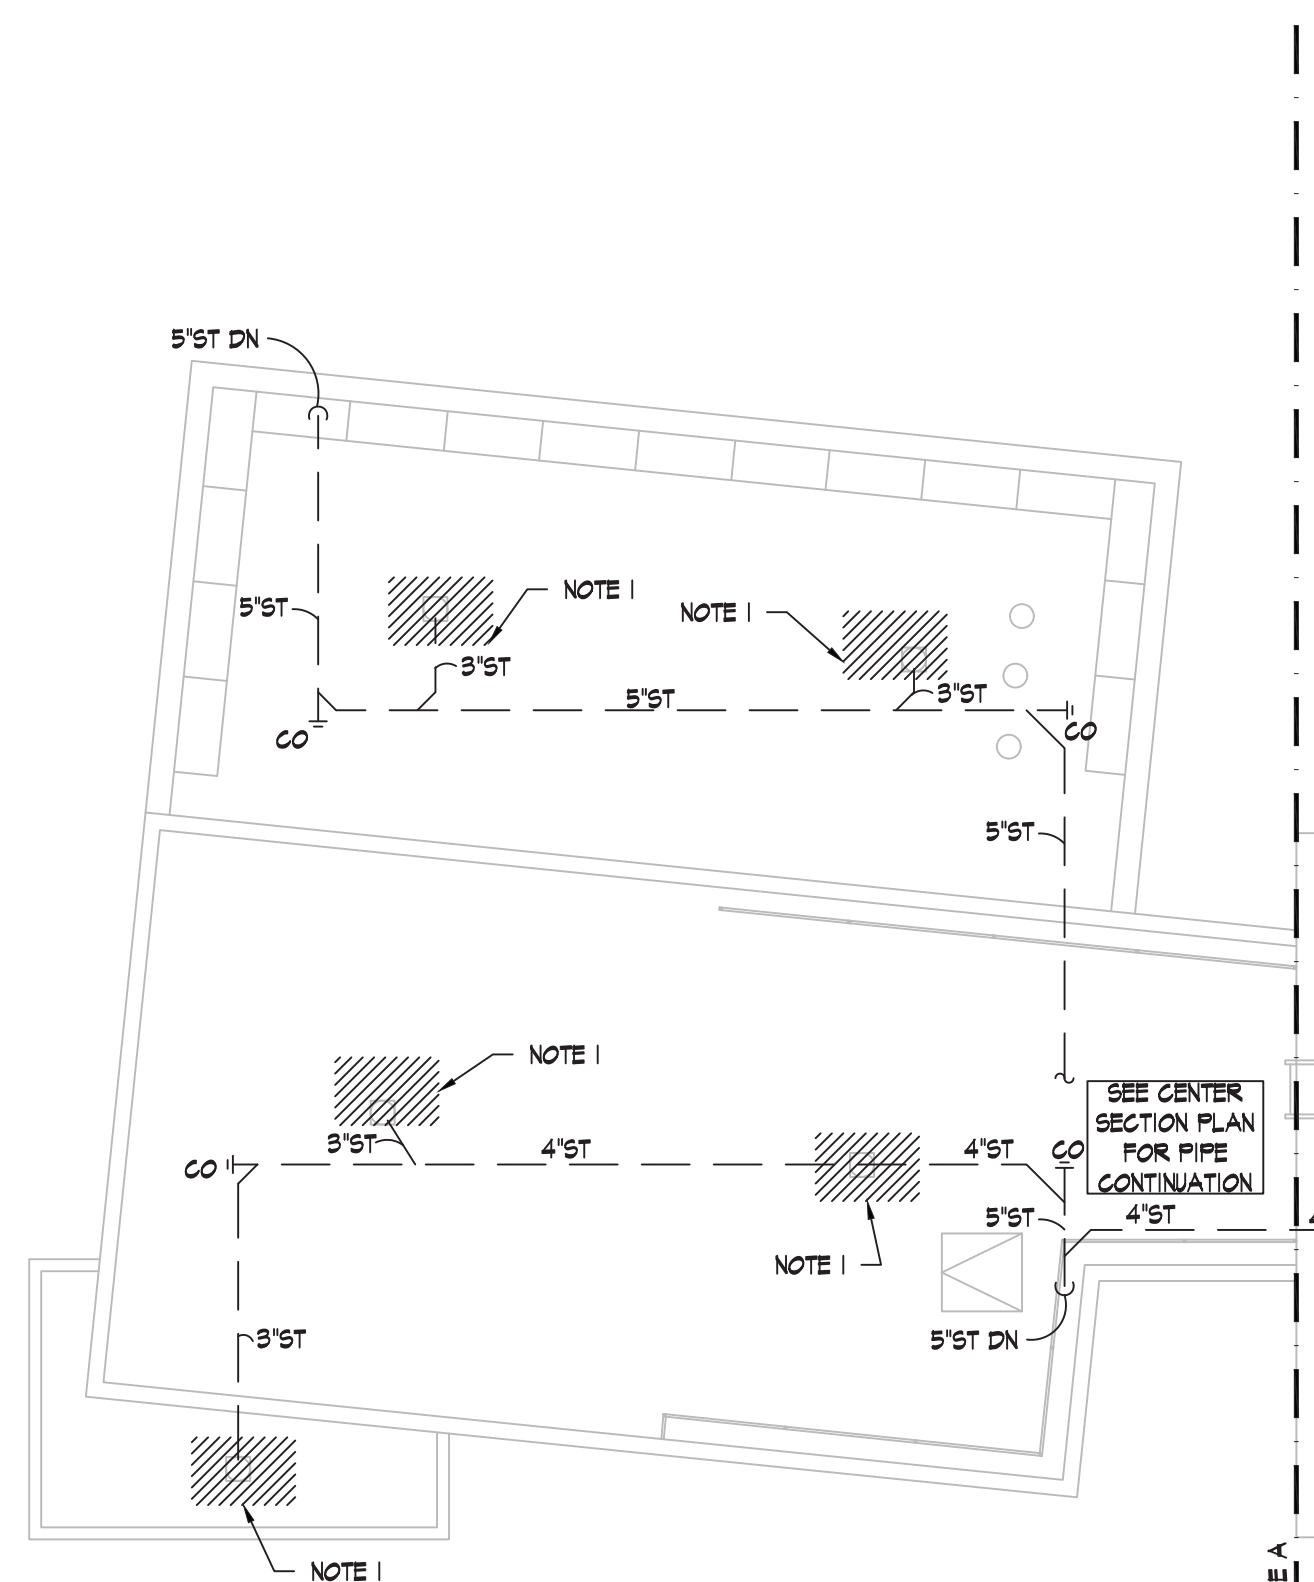 5"ST DN
NOTE 1
NOTE 1
5"ST
3"ST
3"ST
5"ST
CO
CO
5"ST
NOTE 1
SEE CENTER
SECTION PLAN
FOR PIPE
CONTINUATION
3"ST
4"ST
4"ST
CO
CO
5"ST
4"ST
NOTE 1
3"ST
5"ST DN
E A
NOTE 1